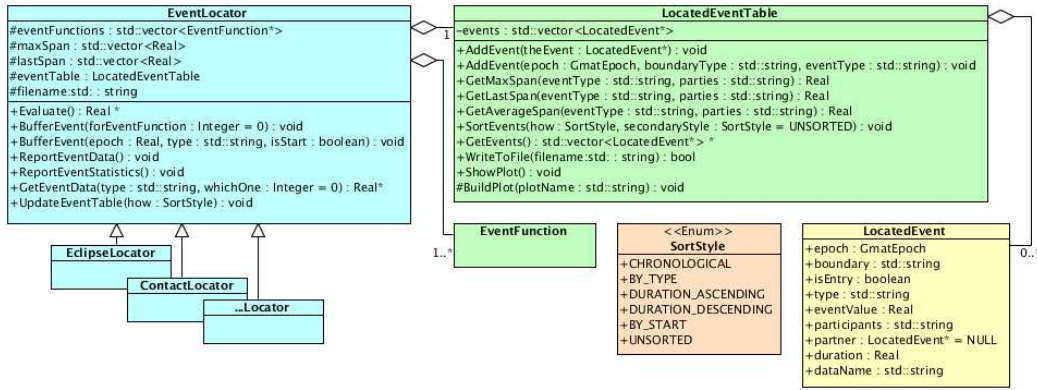 EventLocator
#eventFunctions : std::vector<EventFunction*>
#maxSpan : std::vector<Real>
#lastSpan : std::vector<Real>
#eventTable : LocatedEventTable
#filename:std: : string
+Evaluate() : Real *
+BufferEvent(forEventFunction : Integer = 0) : void
+BufferEvent(epoch : Real, type : std::string, isStart : boolean) : void
+ReportEventData() : void
+ReportEventStatistics() : void
+GetEventData(type : std::string, whichOne : Integer = 0) : Real*
+UpdateEventTable(how : SortStyle) : void
1
1..*
LocatedEventTable
-events : std::vector<LocatedEvent*>
+AddEvent(theEvent : LocatedEvent*) : void
+AddEvent(epoch : GmatEpoch, boundaryType : std::string, eventType : std::string) : void
+GetMaxSpan(eventType : std::string, parties : std::string) : Real
+GetLastSpan(eventType : std::string, parties : std::string) : Real
+GetAverageSpan(eventType : std::string, parties : std::string) : Real
+SortEvents(how : SortStyle, secondaryStyle : SortStyle = UNSORTED) : void
+GetEvents() : std::vector<LocatedEvent*> *
+WriteToFile(filename:std: : string) : bool
+ShowPlot() : void
#BuildPlot(plotName : std::string) : void
0..*
EclipseLocator
ContactLocator
...Locator
EventFunction
<<Enum>>
SortStyle
+CHRONOLOGICAL
+BY_TYPE
+DURATION_ASCENDING
+DURATION_DESCENDING
+BY_START
+UNSORTED
LocatedEvent
+epoch : GmatEpoch
+boundary : std::string
+isEntry : boolean
+type : std::string
+eventValue : Real
+participants : std::string
+partner : LocatedEvent* = NULL
+duration : Real
+dataName : std::string